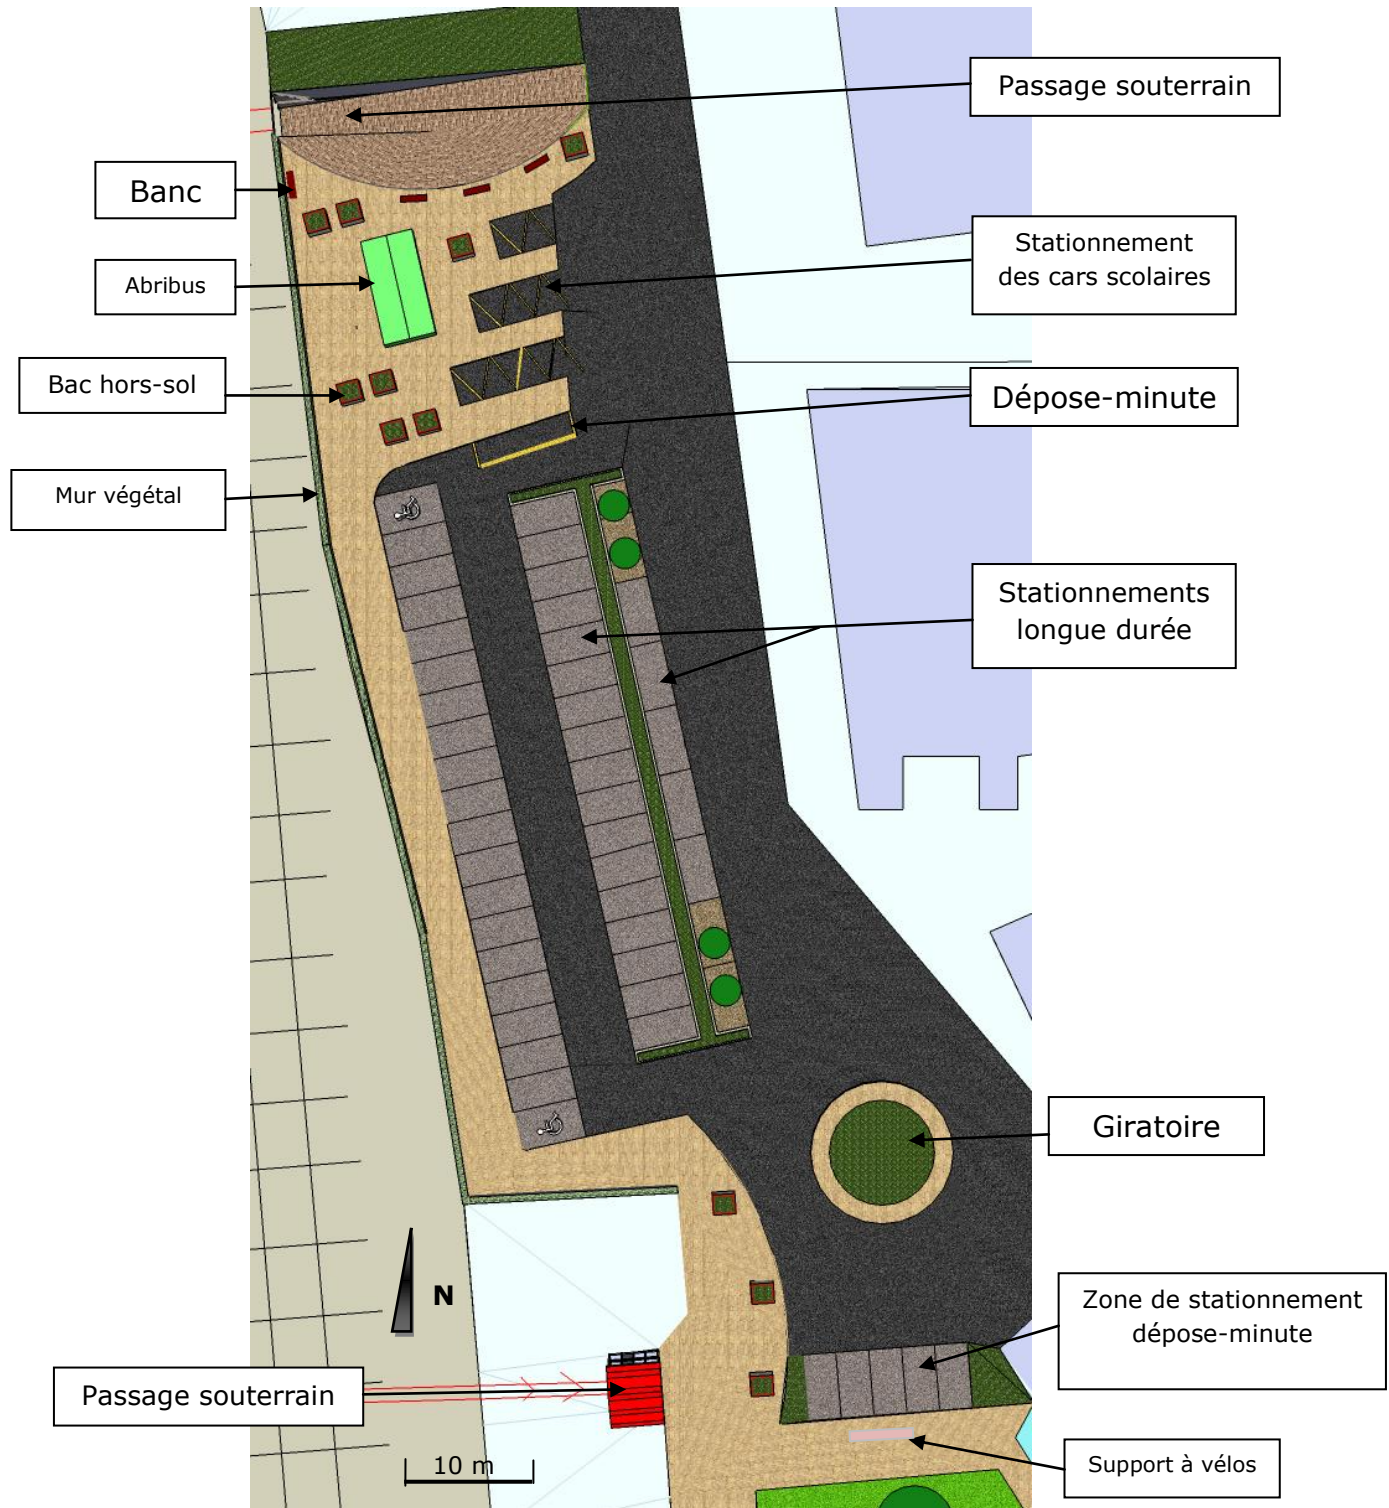 Passage souterrain
Banc
Stationnement
des cars scolaires
Abribus
Bac hors-sol
Dépose-minute
Mur végétal
Stationnements
longue durée
Giratoire
N
Zone de stationnement
dépose-minute
Passage souterrain
10 m
Support à vélos